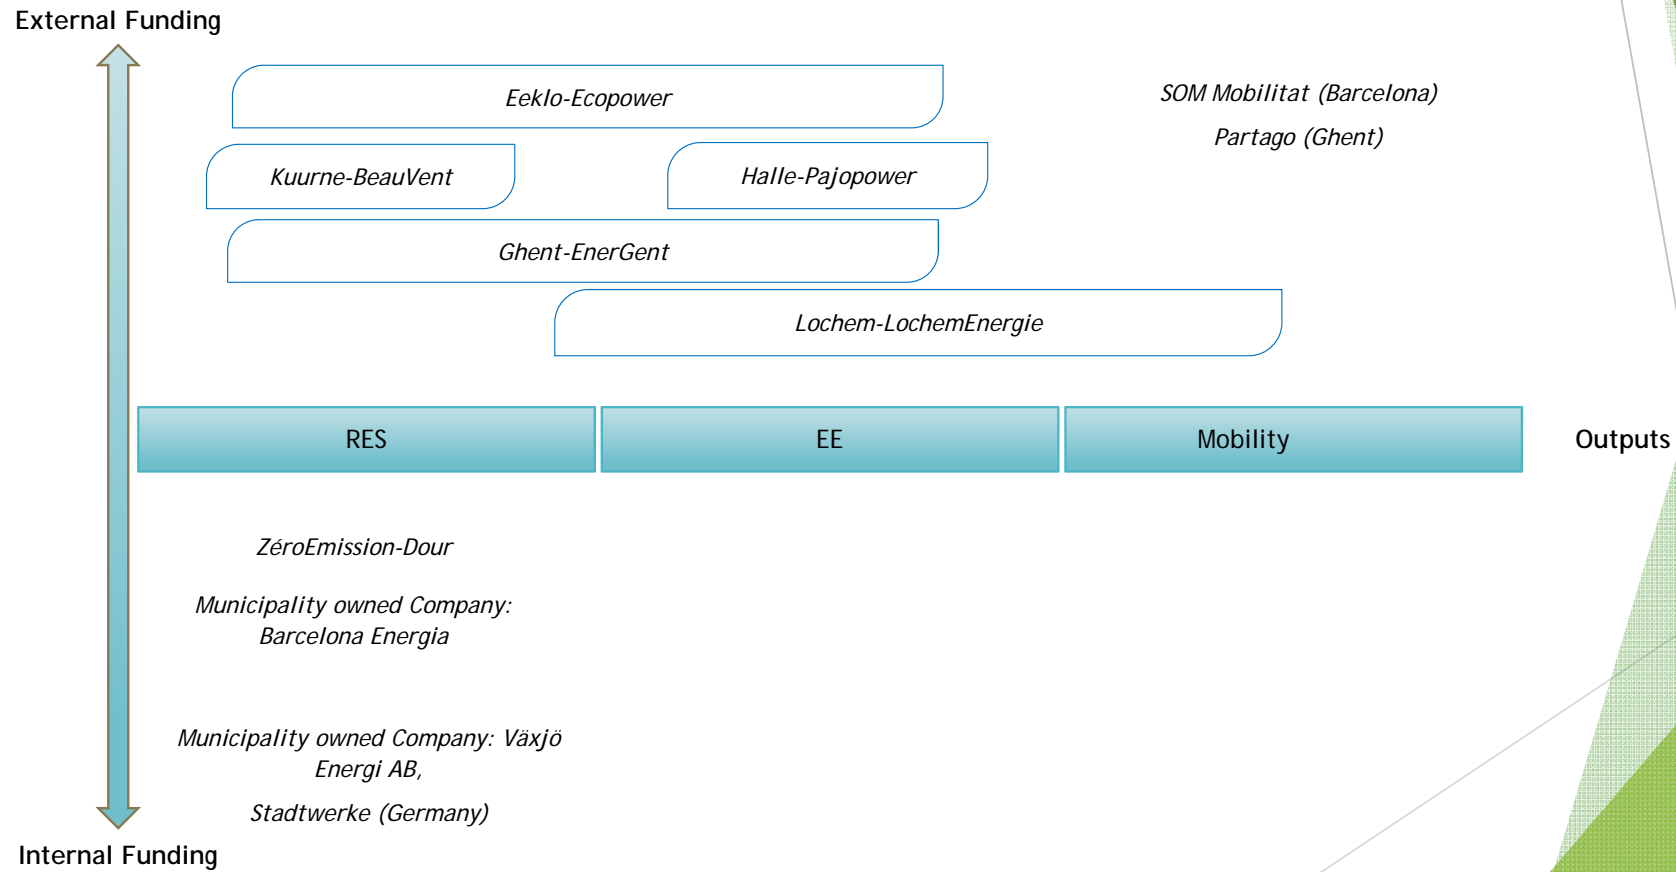 External Funding
Eeklo-Ecopower
SOM Mobilitat (Barcelona)
Partago (Ghent)
Kuurne-BeauVent
Halle-Pajopower
Ghent-EnerGent
Lochem-LochemEnergie
RES
EE
Mobility
Outputs
ZéroEmission-Dour
Municipality owned Company:
Barcelona Energia
Municipality owned Company: Växjö
Energi AB,
Stadtwerke (Germany)
Internal Funding